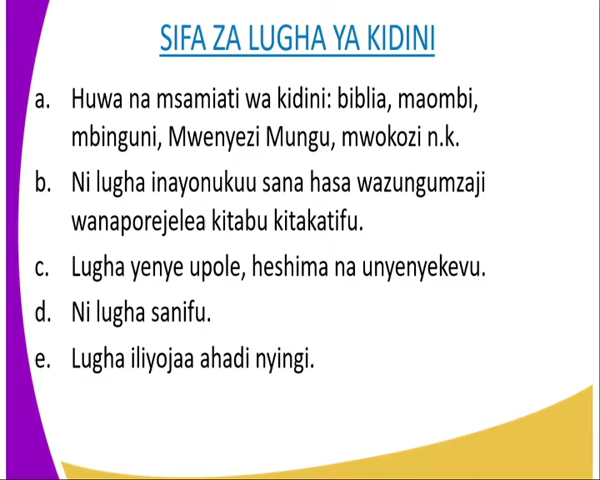 SIFA ZA LUGHA YA KIDINI
a. Huwa na msamiati wa kidini: biblia, maombi,
mbinguni, Mwenyezi Mungu, mwokozi n.k.
b. Ni lugha inayonukuu sana hasa wazungumzaji
wanaporejelea kitabu kitakatifu.
c. Lugha yenye upole, heshima na unyenyekevu.
d. Ni lugha sanifu.
e. Lugha iliyojaa ahadi nyingi.